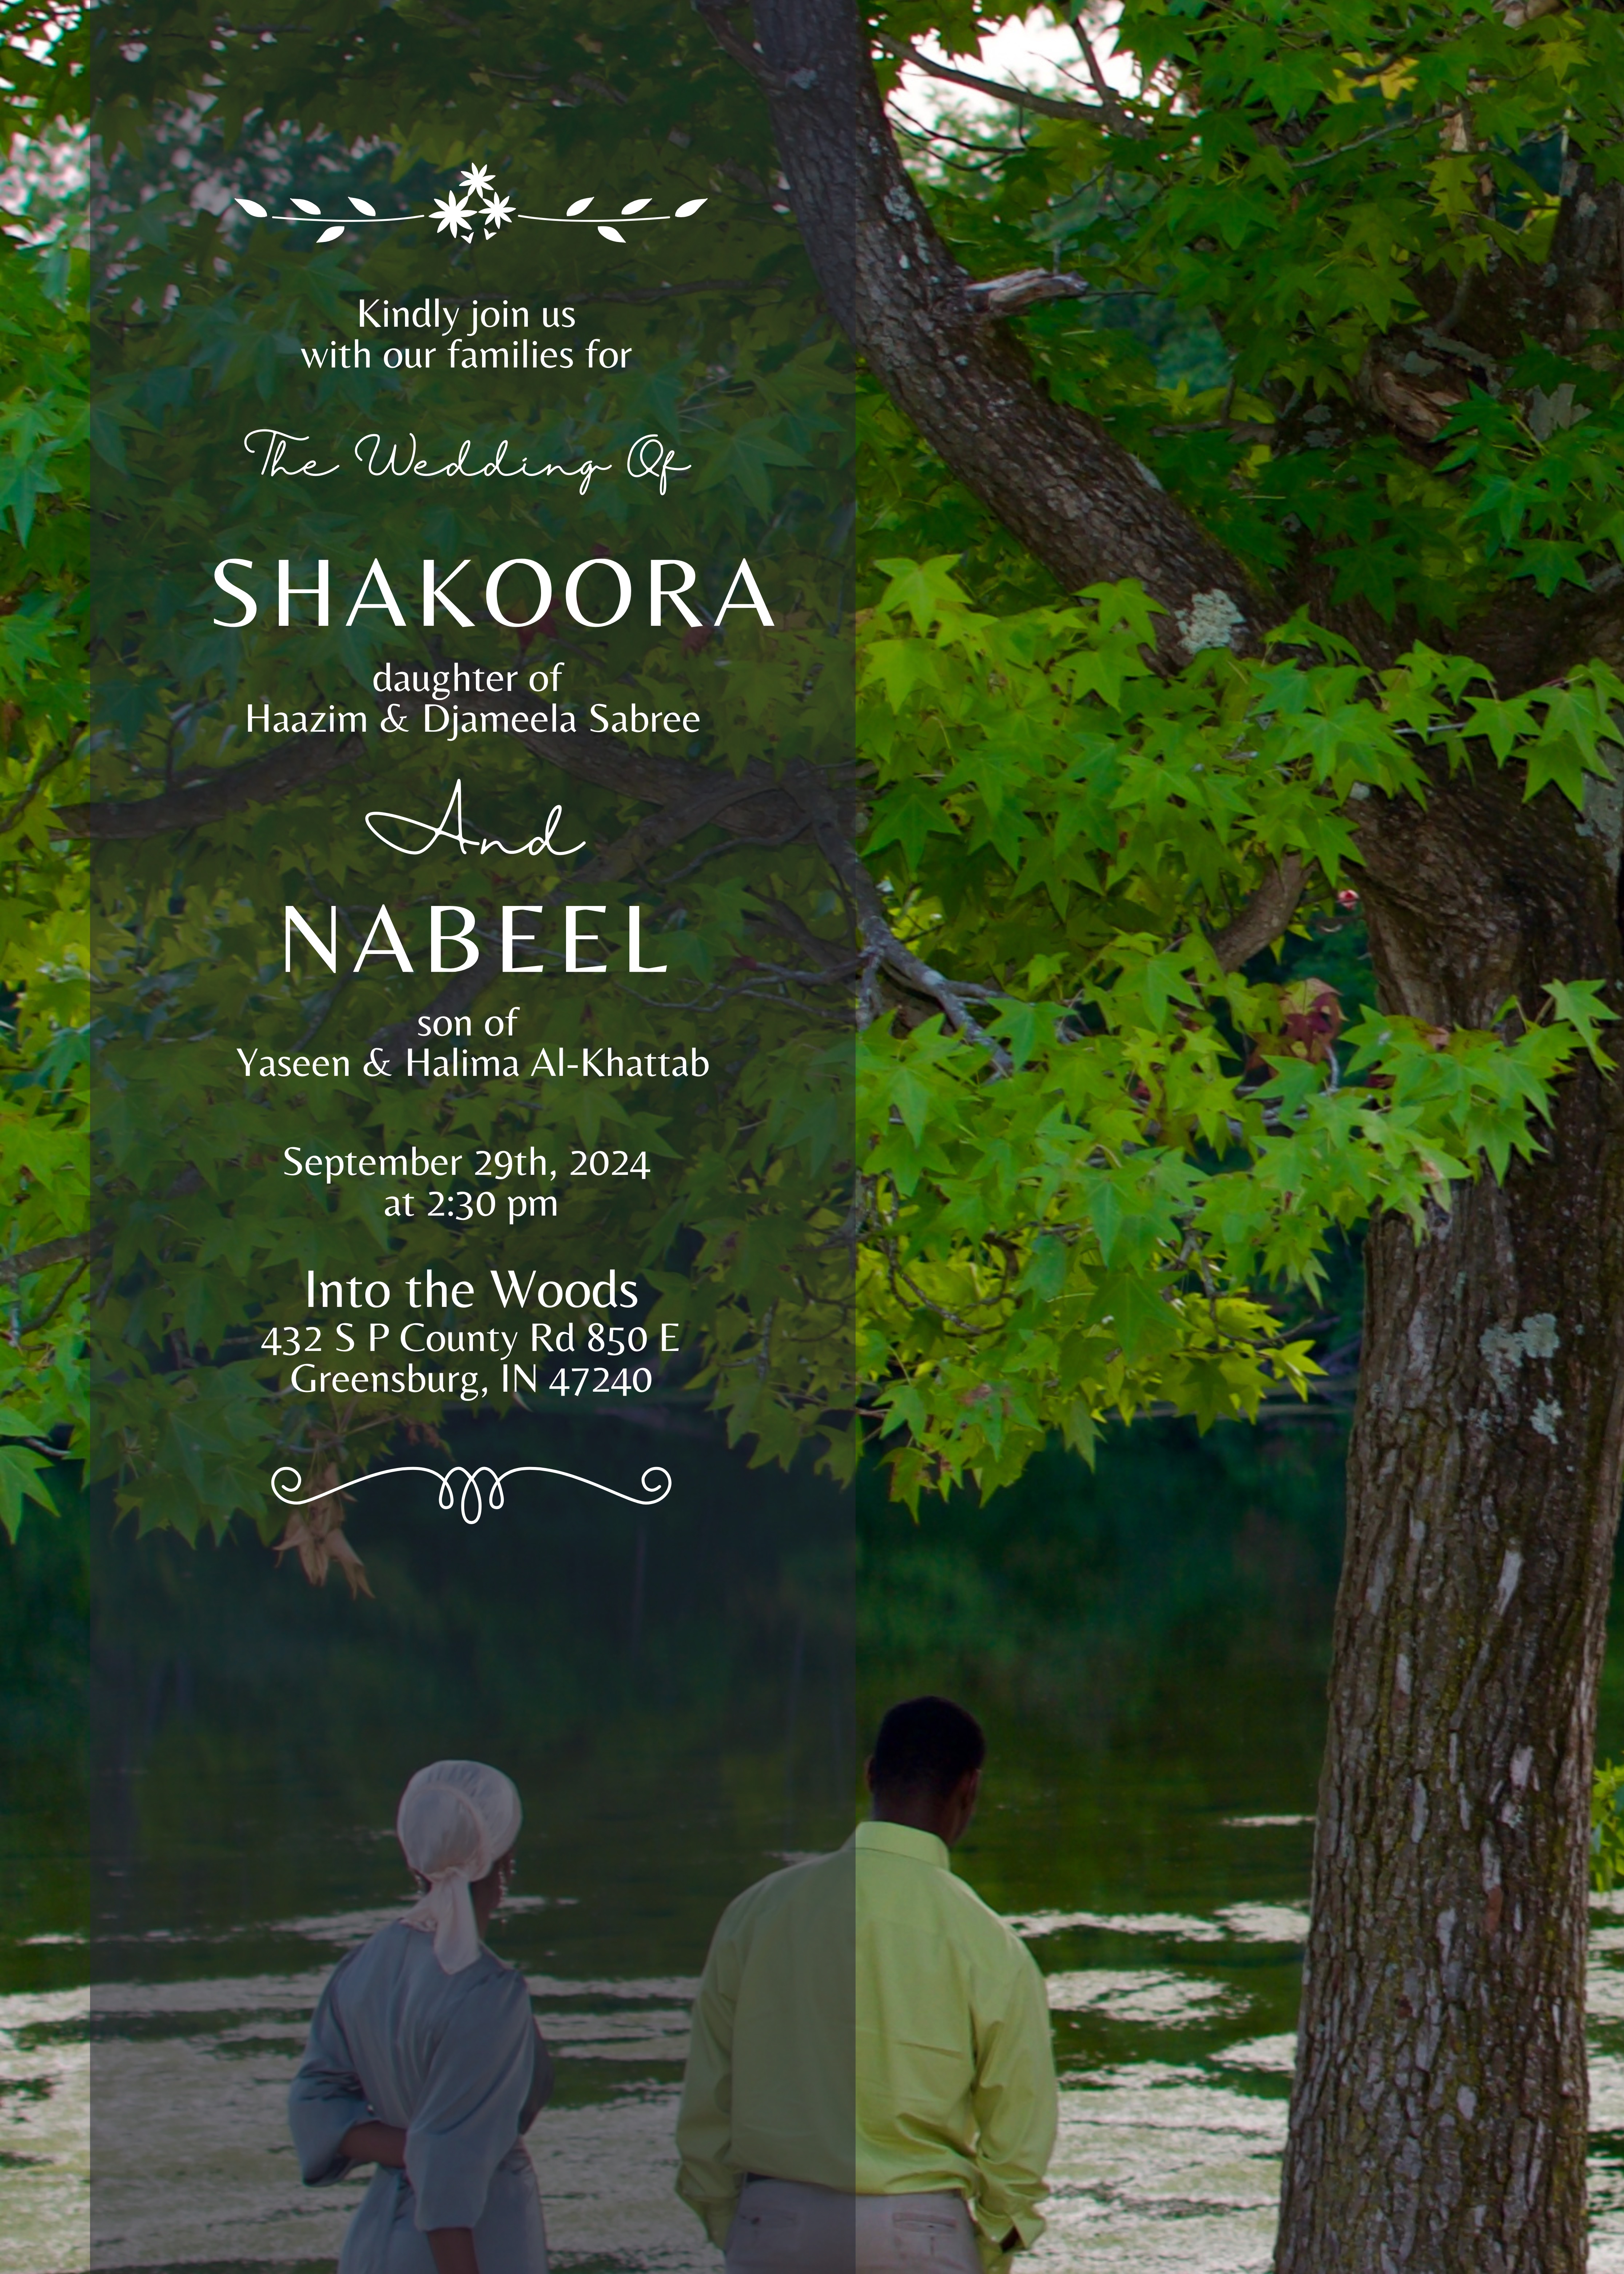 Kindly join us
with our families for
The Wedding Of
SHAKOORA
daughter of
Haazim & Djameela Sabree
And
NABEEL
son of
Yaseen & Halima Al-Khattab
September 29th, 2024
at 2:30 pm
Into the Woods
432 S P County Rd 850 E
Greensburg, IN 47240